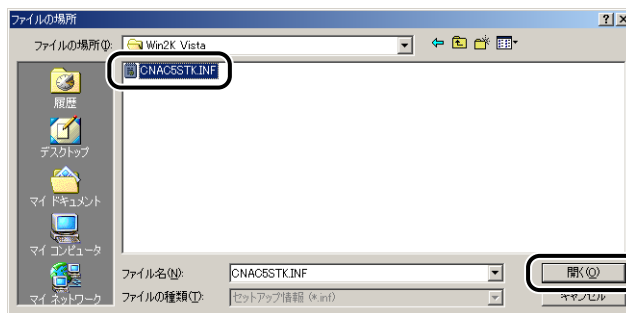 ファイルの場所
ファイルの場所(I):
Win2K_Vista
CNAC5STK.INF
履歴
デスクトップ
マイ ドキュメント
マイ コンピュータ
マイ ネットワーク
ファイル名(N):
CNAC5STK.INF
開く(O)
ファイルの種類(T):
セットアップ情報 (*.inf)
キャンセル